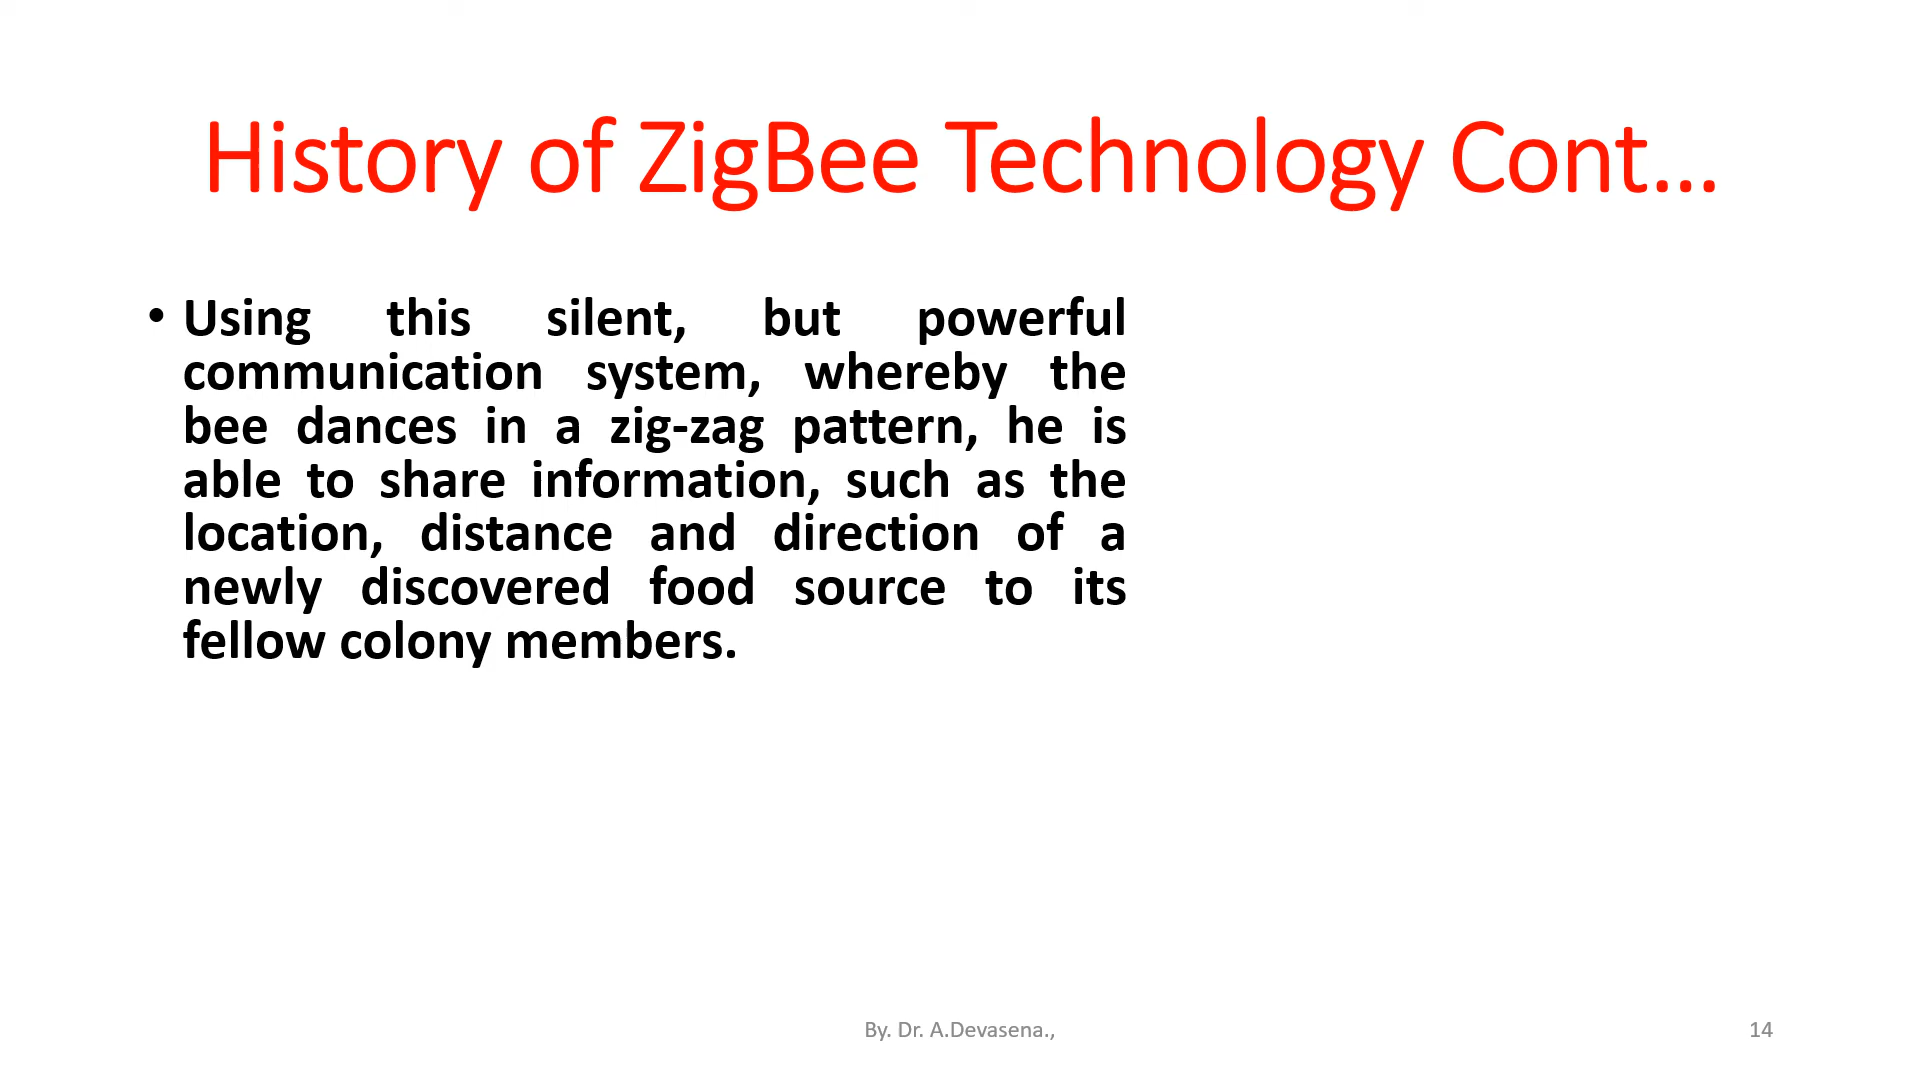 History of ZigBee Technology Cont...
• Using this silent, but powerful
communication system, whereby the
bee dances in a zig-zag pattern, he is
able to share information, such as the
location, distance and direction of a
newly discovered food source to its
fellow colony members.
By. Dr. A.Devasena.,
14